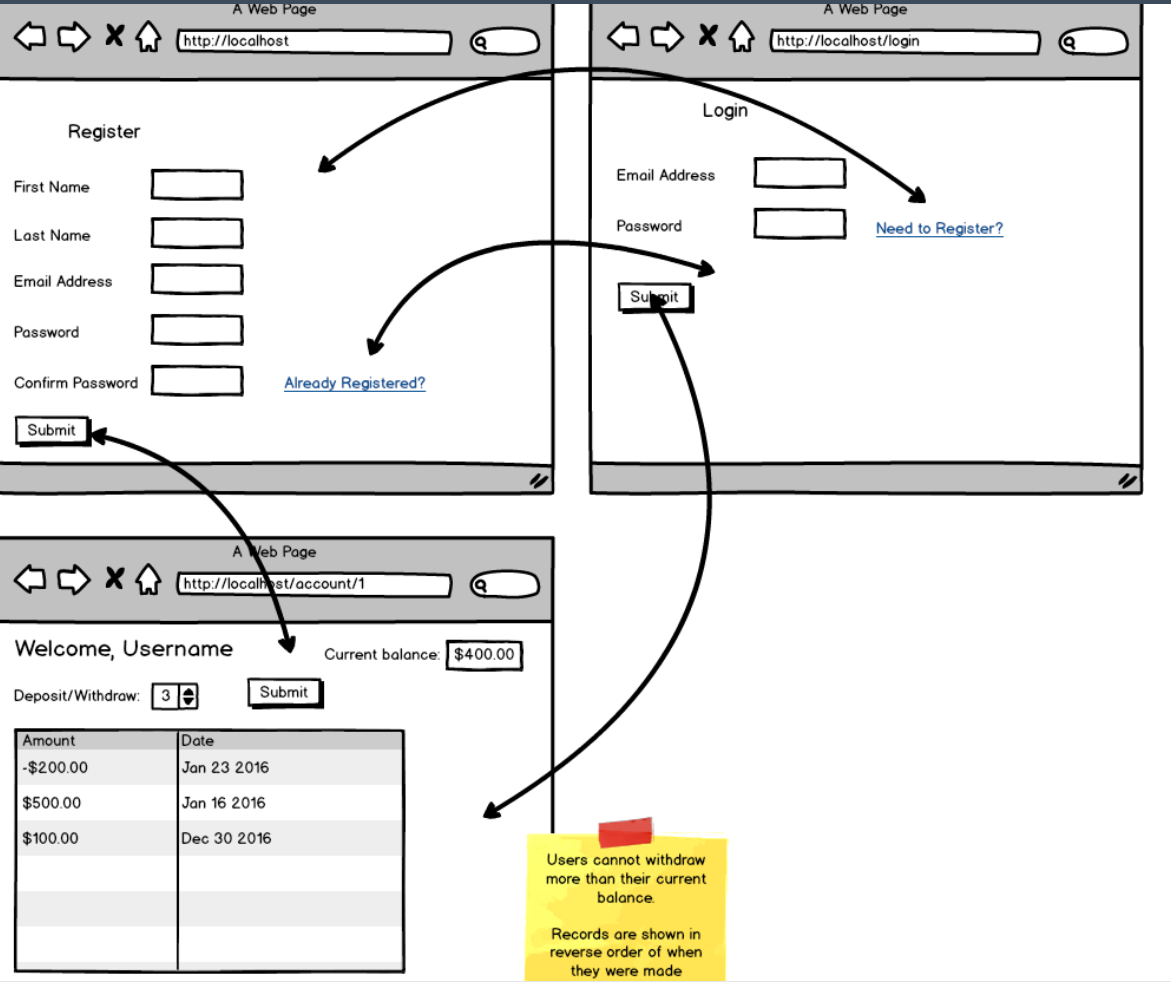 A Web Page
http://localhost
Register
First Name
Last Name
Email Address
Password
Confirm Password
Already Registered?
Submit
A Web Page
http://localhost/login
Login
Email Address
Password
Need to Register?
Submit
A Web Page
http://localhost/account/1
Welcome, Username
Current balance: $400.00
Deposit/Withdraw: 3 Submit
Amount Date
-$200.00 Jan 23 2016
$500.00 Jan 16 2016
$100.00 Dec 30 2016
Users cannot withdraw
more than their current
balance.
Records are shown in
reverse order of when
they were made